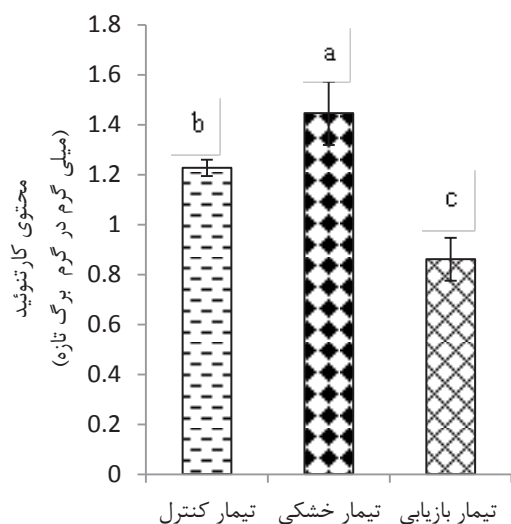 محتوی کارتنوئید
(میلی گرم در گرم برگ تازه)
1.8
1.6
1.4
1.2
1
0.8
0.6
0.4
0.2
0
b
a
c
تیمار کنترل
تیمار خشکی
تیمار بازیابی